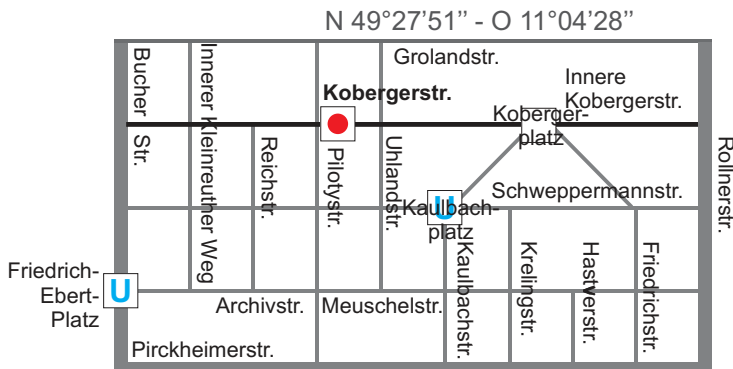 N 49°27'51’’ - O 11°04'28’’
Grolandstr.
Bucher
Str.
Innerer Kleinreuther Weg
Innere
Kobergerstr.
Kobergerstr.
Koberger-
platz
Reichstr.
Pilotystr.
Uhlandstr.
Rollnerstr.
Schweppermannstr.
U
Kaulbach-
platz
Kaulbachstr.
Krelingstr.
Hastverstr.
Friedrichstr.
Friedrich-
Ebert-
Platz
U
Archivstr.
Meuschelstr.
Pirckheimerstr.